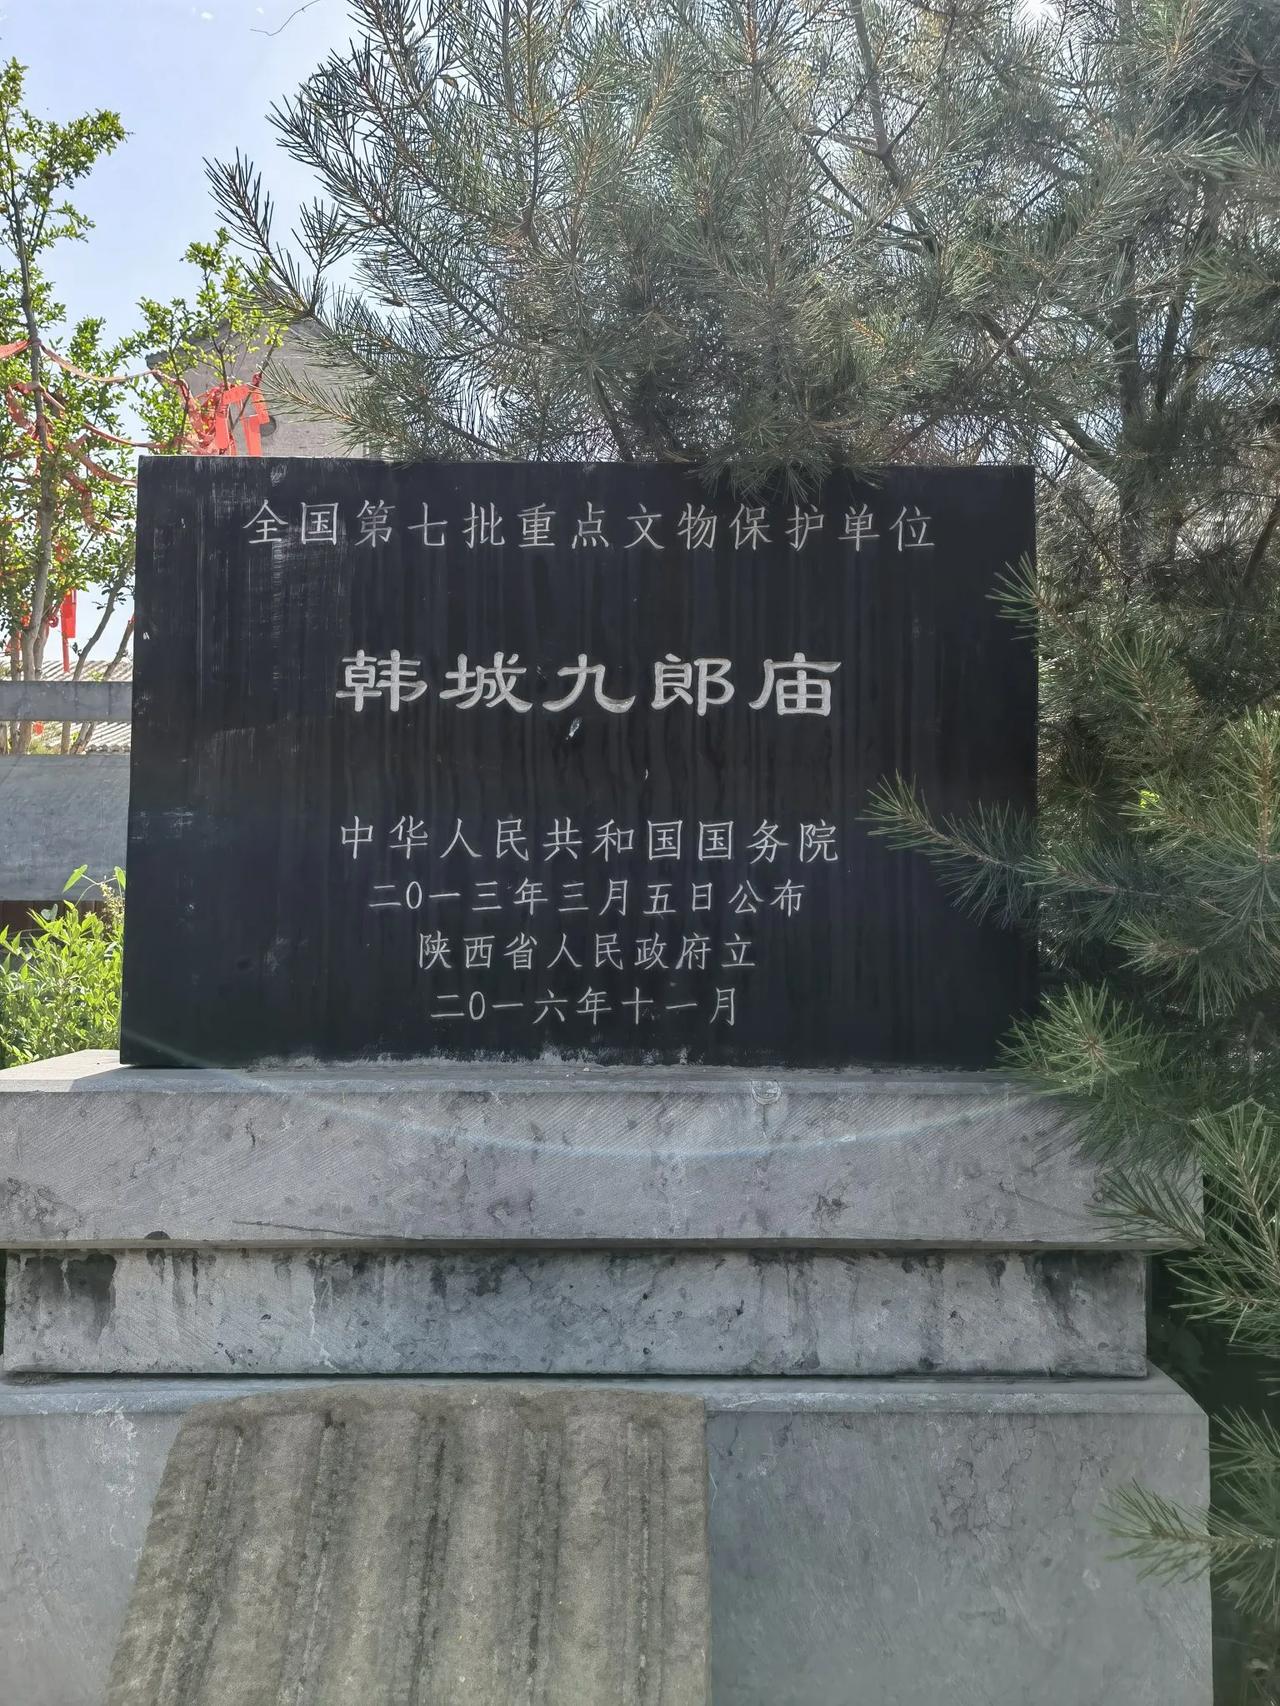 全国第七批重点文物保护单位
韩城九郎庙
中华人民共和国国务院
二〇一三年三月五日公布
陕西省人民政府立
二〇一六年十一月